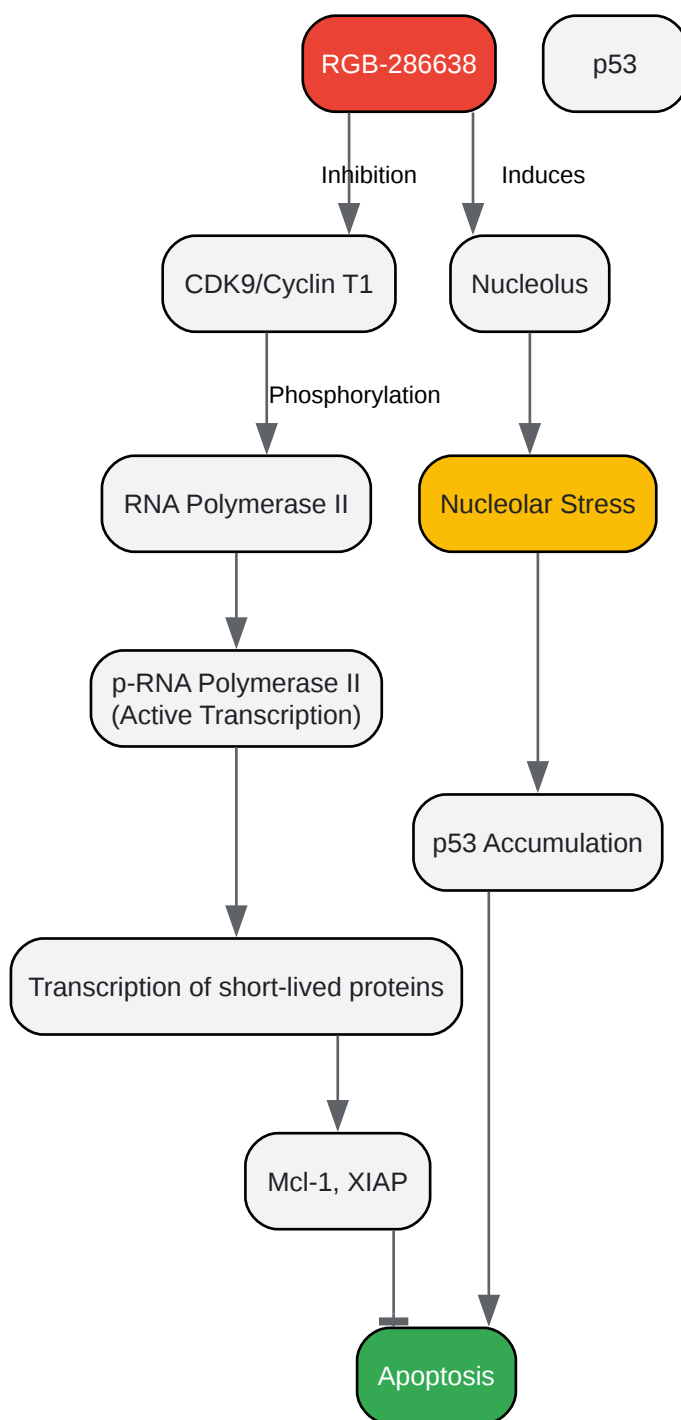 RGB-286638
p53
Inhibition
Induces
CDK9/Cyclin T1
Nucleolus
Phosphorylation
RNA Polymerase II
Nucleolar Stress
p-RNA Polymerase II
(Active Transcription)
p53 Accumulation
Transcription of short-lived proteins
Mcl-1, XIAP
Apoptosis